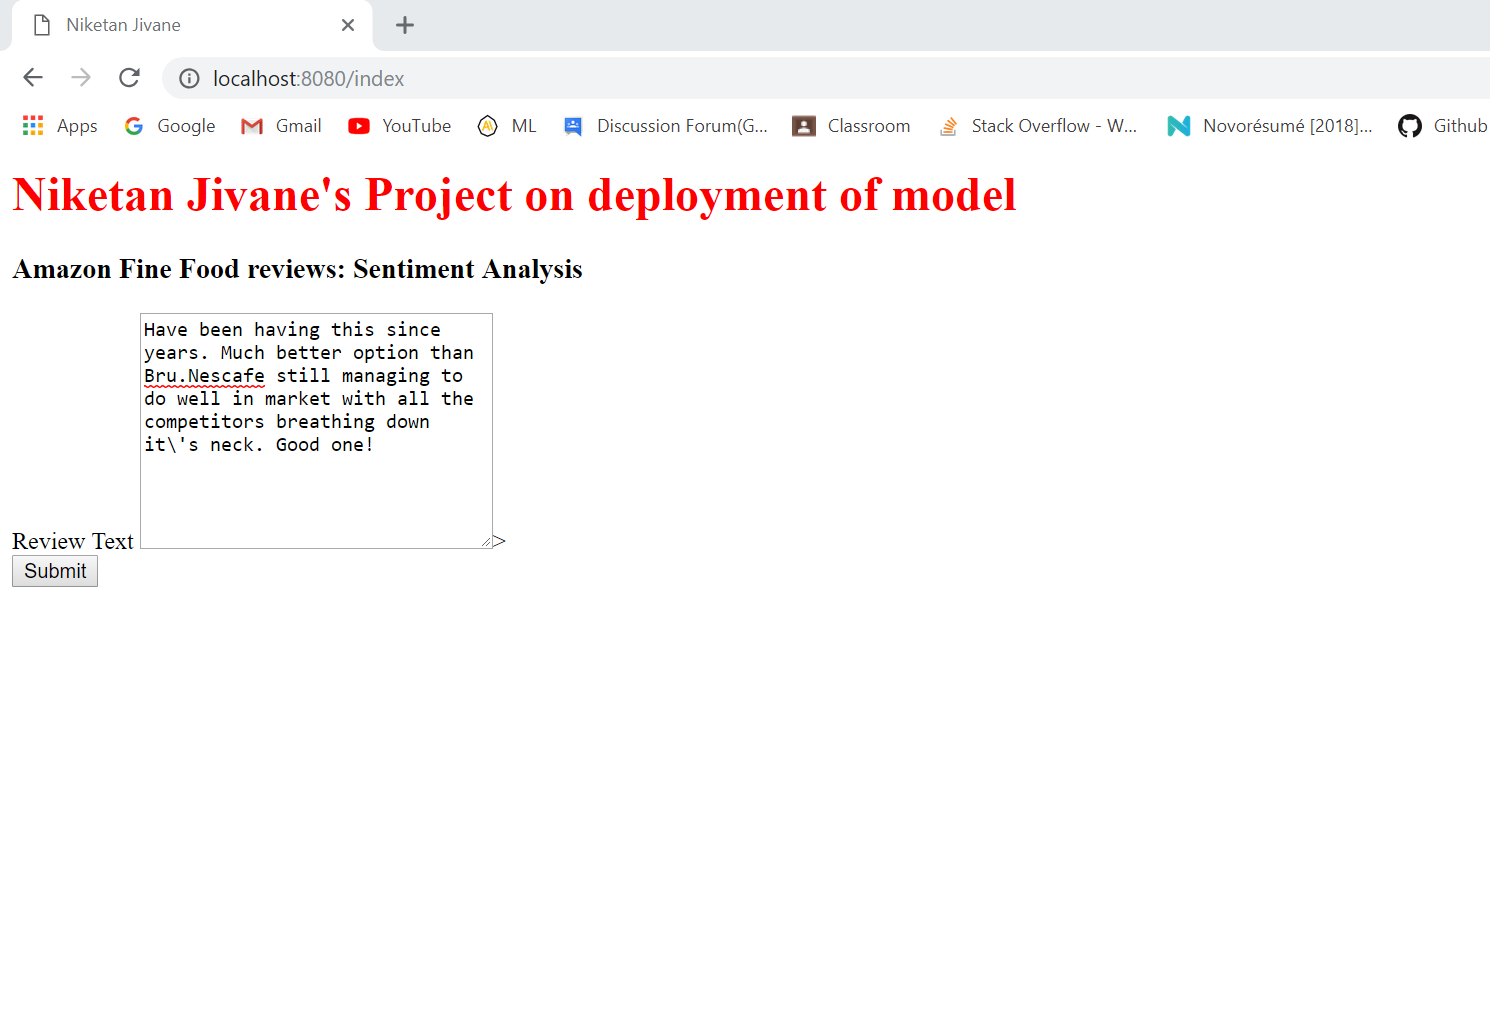 Niketan Jivane
localhost:8080/index
Apps Google Gmail YouTube ML Discussion Forum(G... Classroom Stack Overflow - W... Novorésumé [2018]... Github
Niketan Jivane's Project on deployment of model
Amazon Fine Food reviews: Sentiment Analysis
Have been having this since
years. Much better option than
Bru.Nescafe still managing to
do well in market with all the
competitors breathing down
it\'s neck. Good one!
Review Text >
Submit